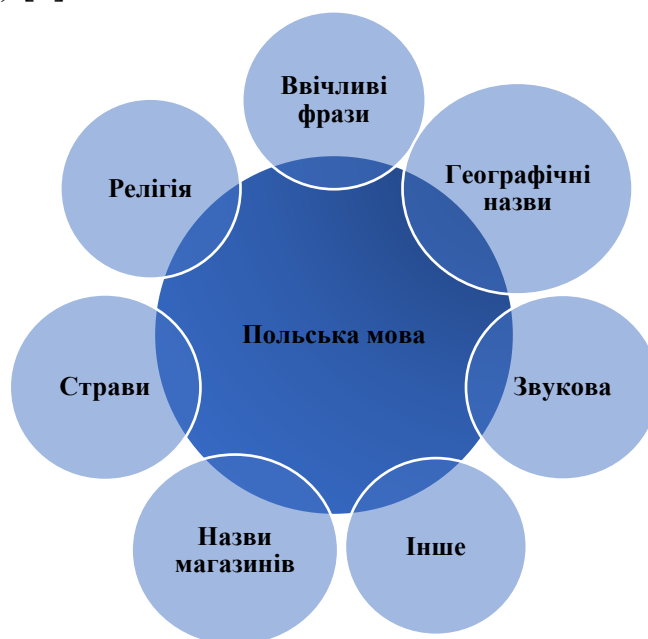 Ввічливі
фрази
Географічні
назви
Релігія
Польська мова
Страви
Звукова
Назви
магазинів
Інше